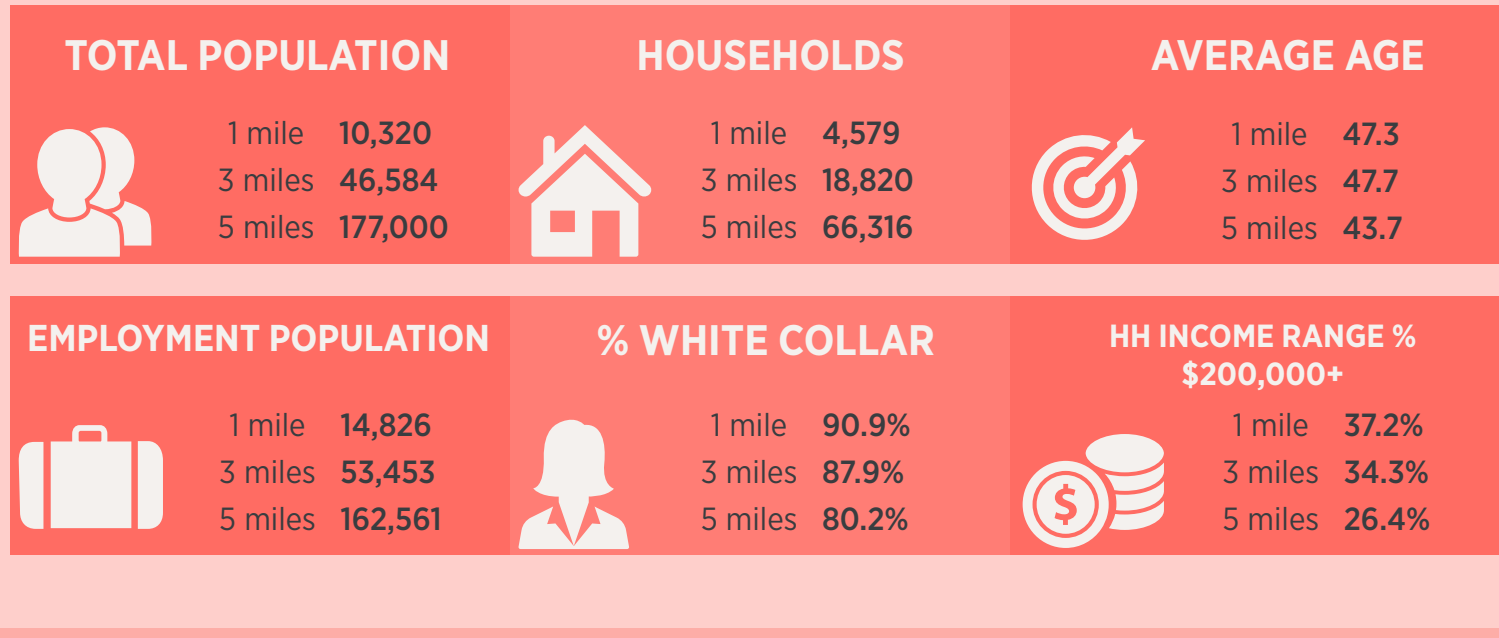 TOTAL POPULATION
1 mile 10,320
3 miles 46,584
5 miles 177,000
HOUSEHOLDS
1 mile 4,579
3 miles 18,820
5 miles 66,316
AVERAGE AGE
1 mile 47.3
3 miles 47.7
5 miles 43.7
EMPLOYMENT POPULATION
1 mile 14,826
3 miles 53,453
5 miles 162,561
% WHITE COLLAR
1 mile 90.9%
3 miles 87.9%
5 miles 80.2%
HH INCOME RANGE %
$200,000+
1 mile 37.2%
3 miles 34.3%
5 miles 26.4%
$